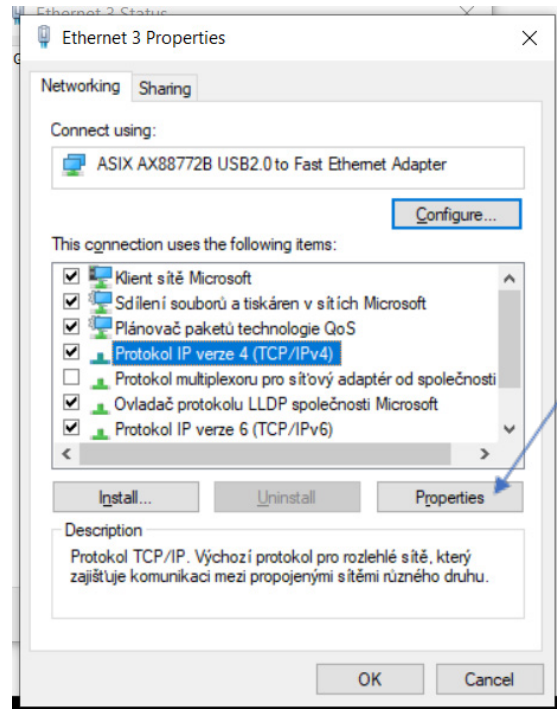 Ethernet 3 Status
Ethernet 3 Properties
Networking
Sharing
Connect using:
ASIX AX88772B USB2.0 to Fast Ethernet Adapter
Configure...
This connection uses the following items:
Klient sítě Microsoft
Sdílení souborů a tiskáren v sítích Microsoft
Plánovač paketů technologie QoS
Protokol IP verze 4 (TCP/IPv4)
Protokol multiplexoru pro síťový adaptér od společnosti
Ovladač protokolu LLDP společnosti Microsoft
Protokol IP verze 6 (TCP/IPv6)
Install...
Uninstall
Properties
Description
Protokol TCP/IP. Výchozí protokol pro rozlehlé sítě, který
zajišťuje komunikaci mezi propojenými sítěmi různého druhu.
OK
Cancel